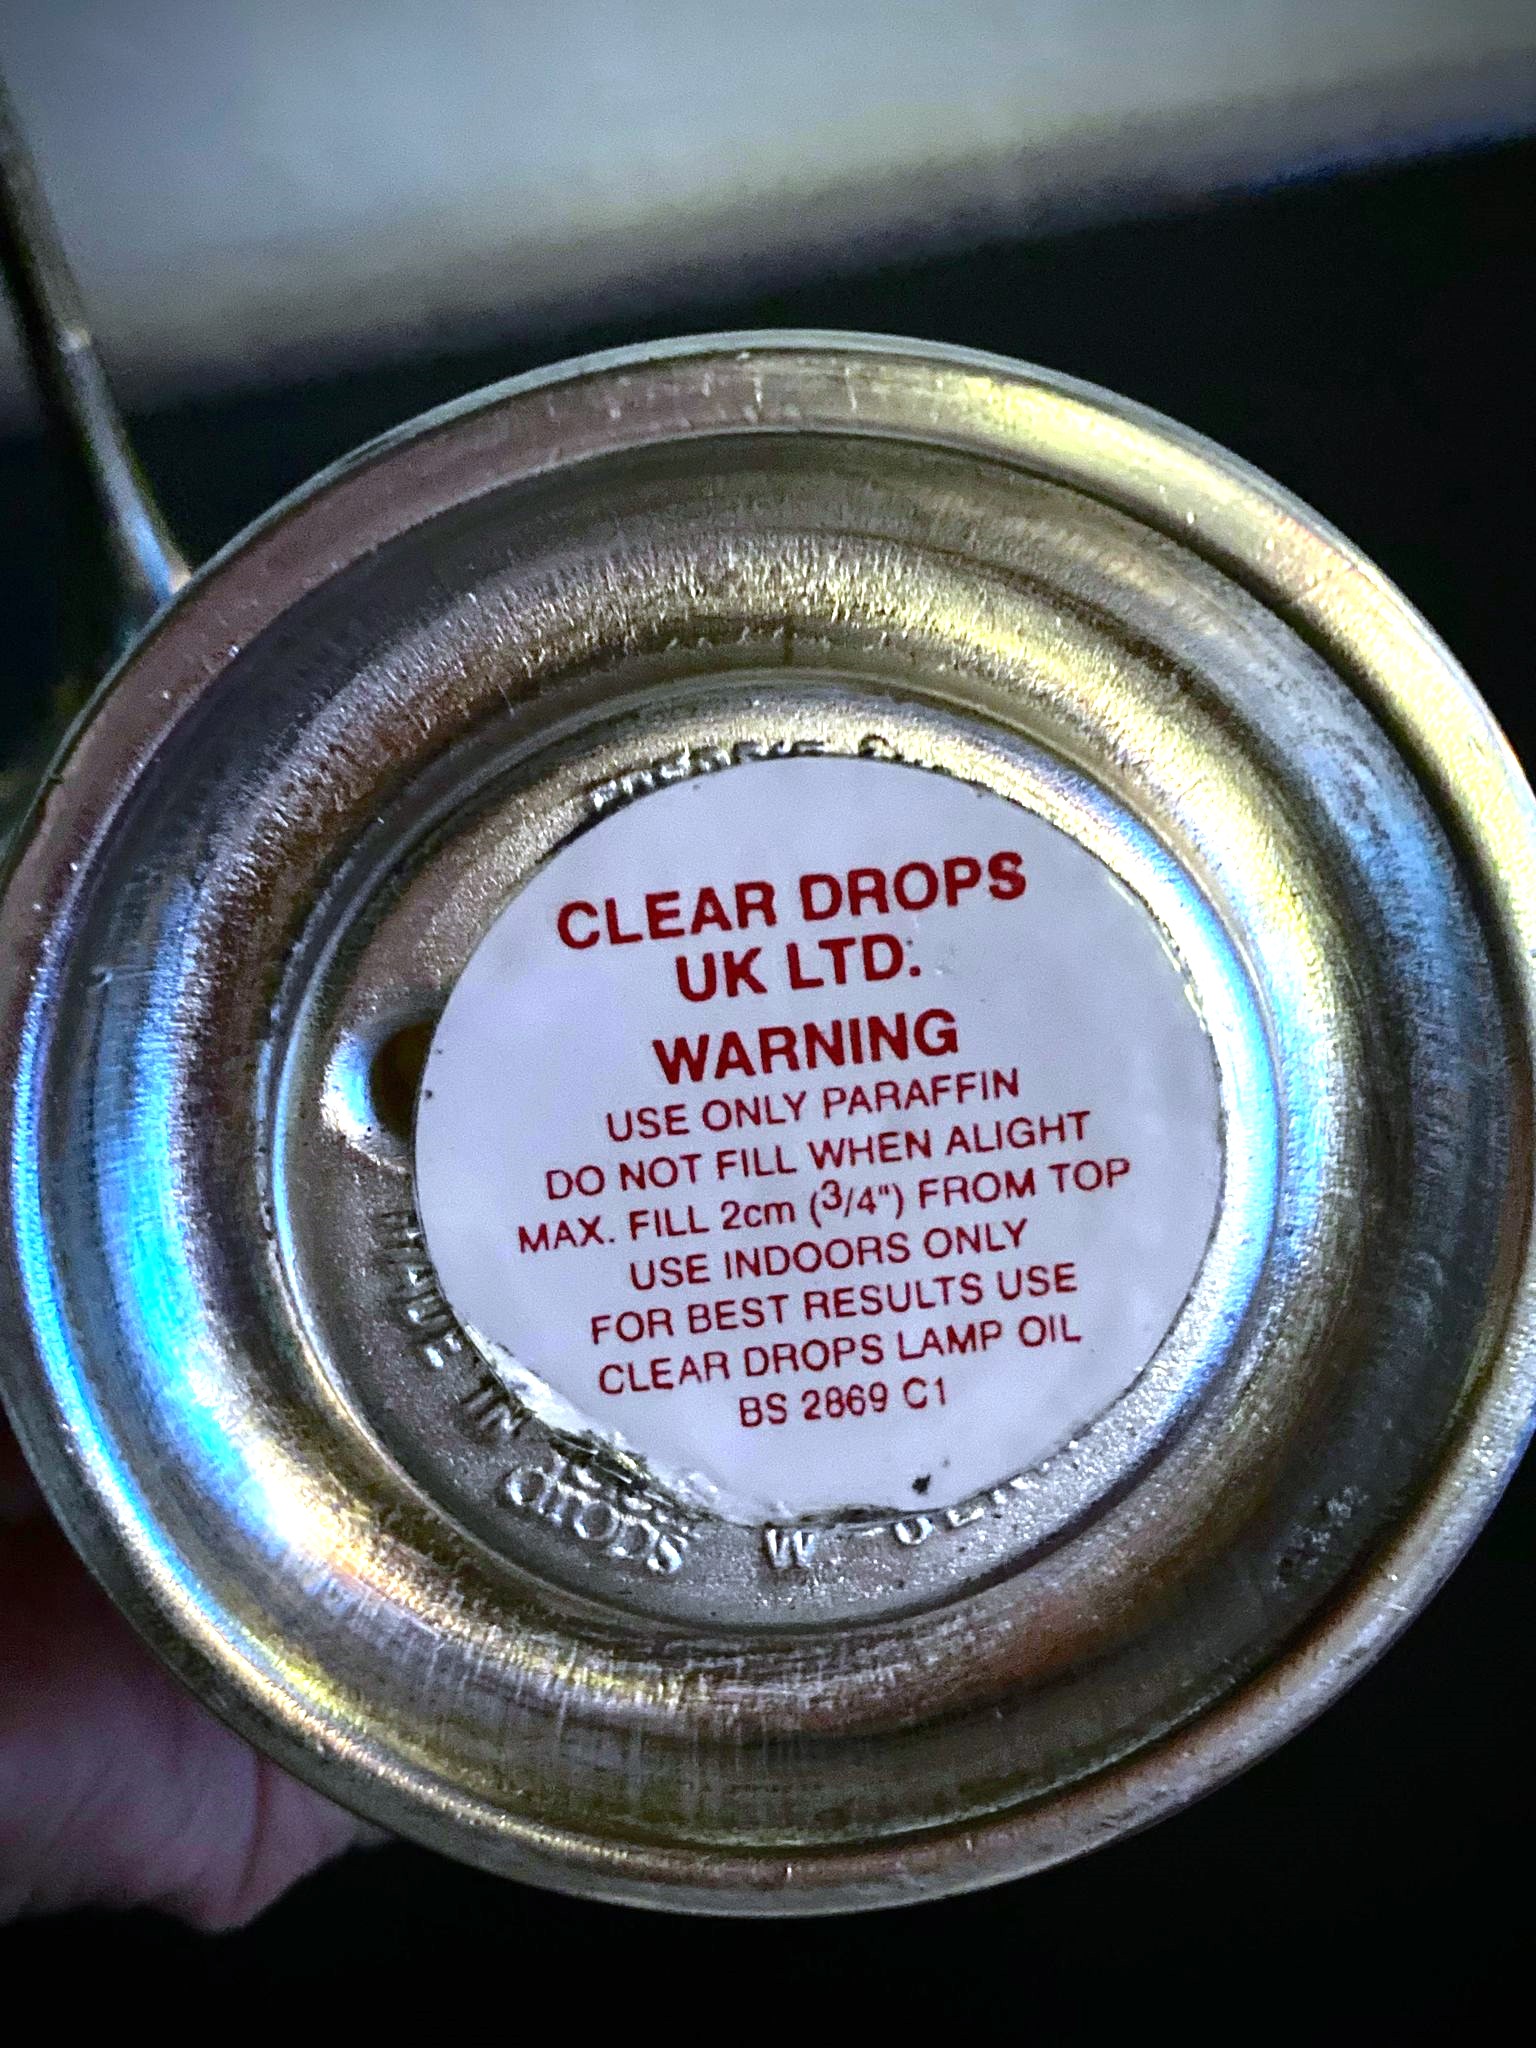 CLEAR DROPS
UK LTD.
WARNING
USE ONLY PARAFFIN
DO NOT FILL WHEN ALIGHT
MAX. FILL 2cm (3/4") FROM TOP
USE INDOORS ONLY
FOR BEST RESULTS USE
CLEAR DROPS LAMP OIL
BS 2869 C1
MADE IN
drops